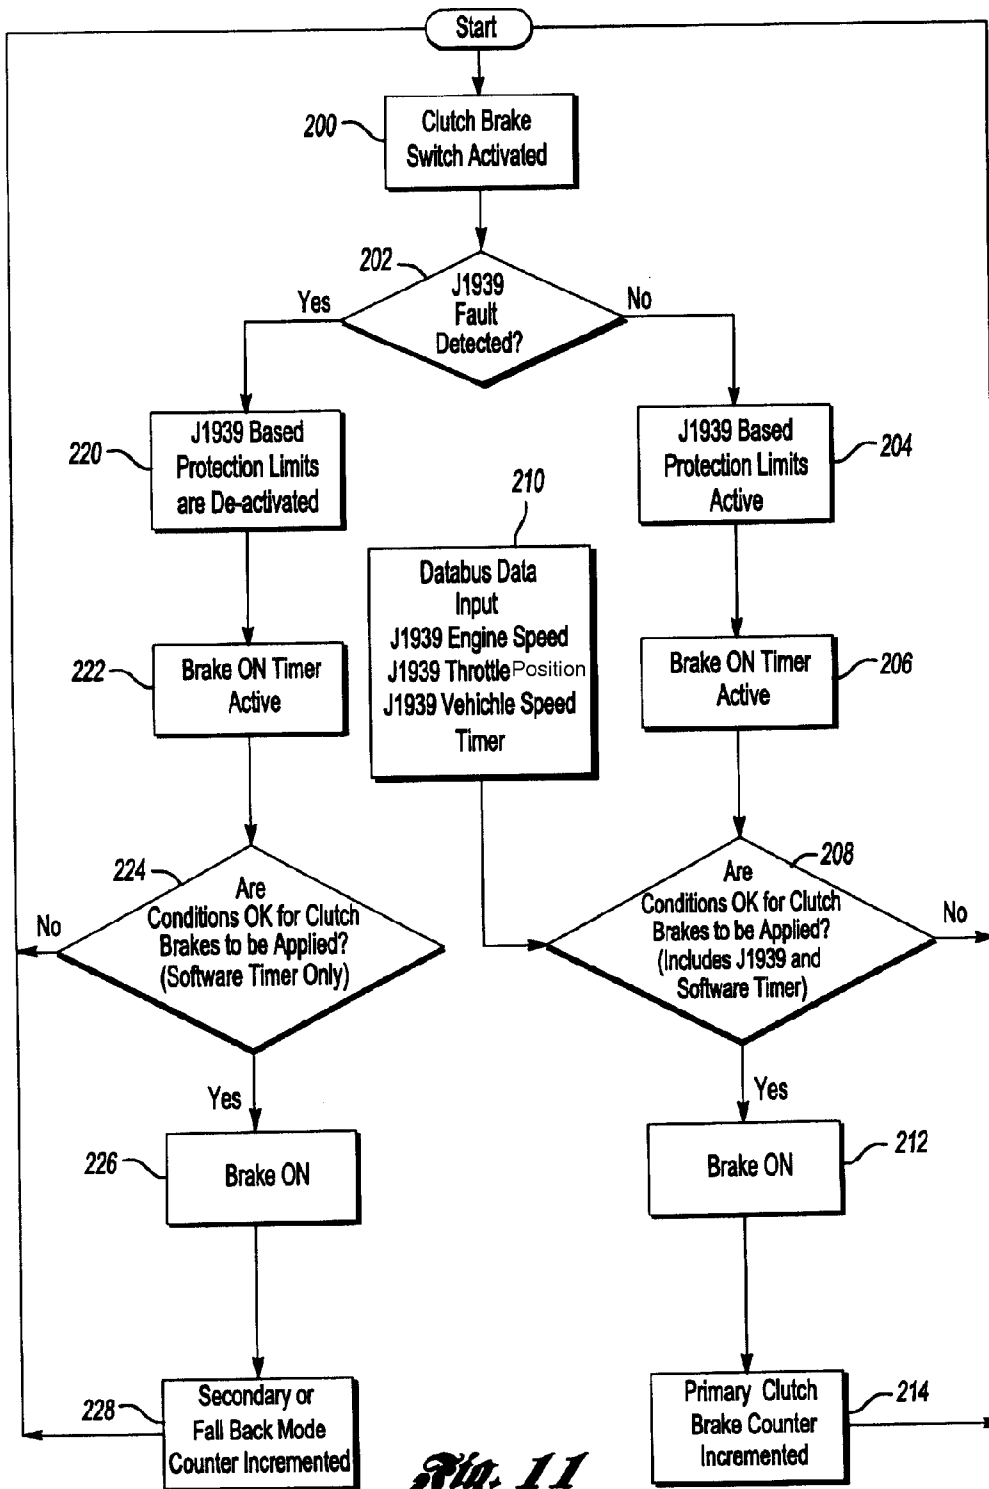 Start
200
Clutch Brake
Switch Activated
202
J1939
Fault
Detected?
Yes
No
220
J1939 Based
Protection Limits
are De-activated
J1939 Based
Protection Limits
Active
204
210
Databus Data
Input
J1939 Engine Speed
J1939 Throttle Position
J1939 Vehichle Speed
Timer
222
Brake ON Timer
Active
Brake ON Timer
Active
206
224
Are
Conditions OK for Clutch
Brakes to be Applied?
(Software Timer Only)
No
208
Are
Conditions OK for Clutch
Brakes to be Applied?
(Includes J1939 and
Software Timer)
No
Yes
Yes
226
Brake ON
Brake ON
212
228
Secondary or
Fall Back Mode
Counter Incremented
Primary Clutch
Brake Counter
Incremented
214
Fig. 11